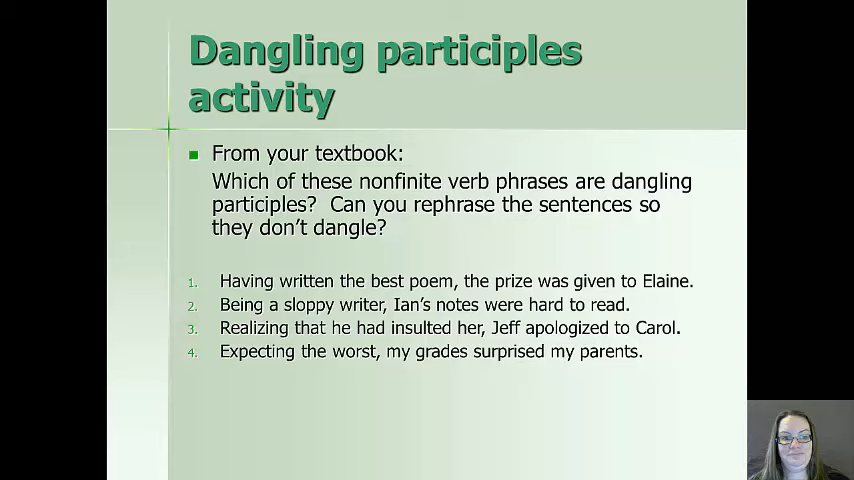 Dangling participles
activity
From your textbook:
Which of these nonfinite verb phrases are dangling
participles? Can you rephrase the sentences so
they don't dangle?
1. Having written the best poem, the prize was given to Elaine.
2. Being a sloppy writer, Ian's notes were hard to read.
3. Realizing that he had insulted her, Jeff apologized to Carol.
4. Expecting the worst, my grades surprised my parents.